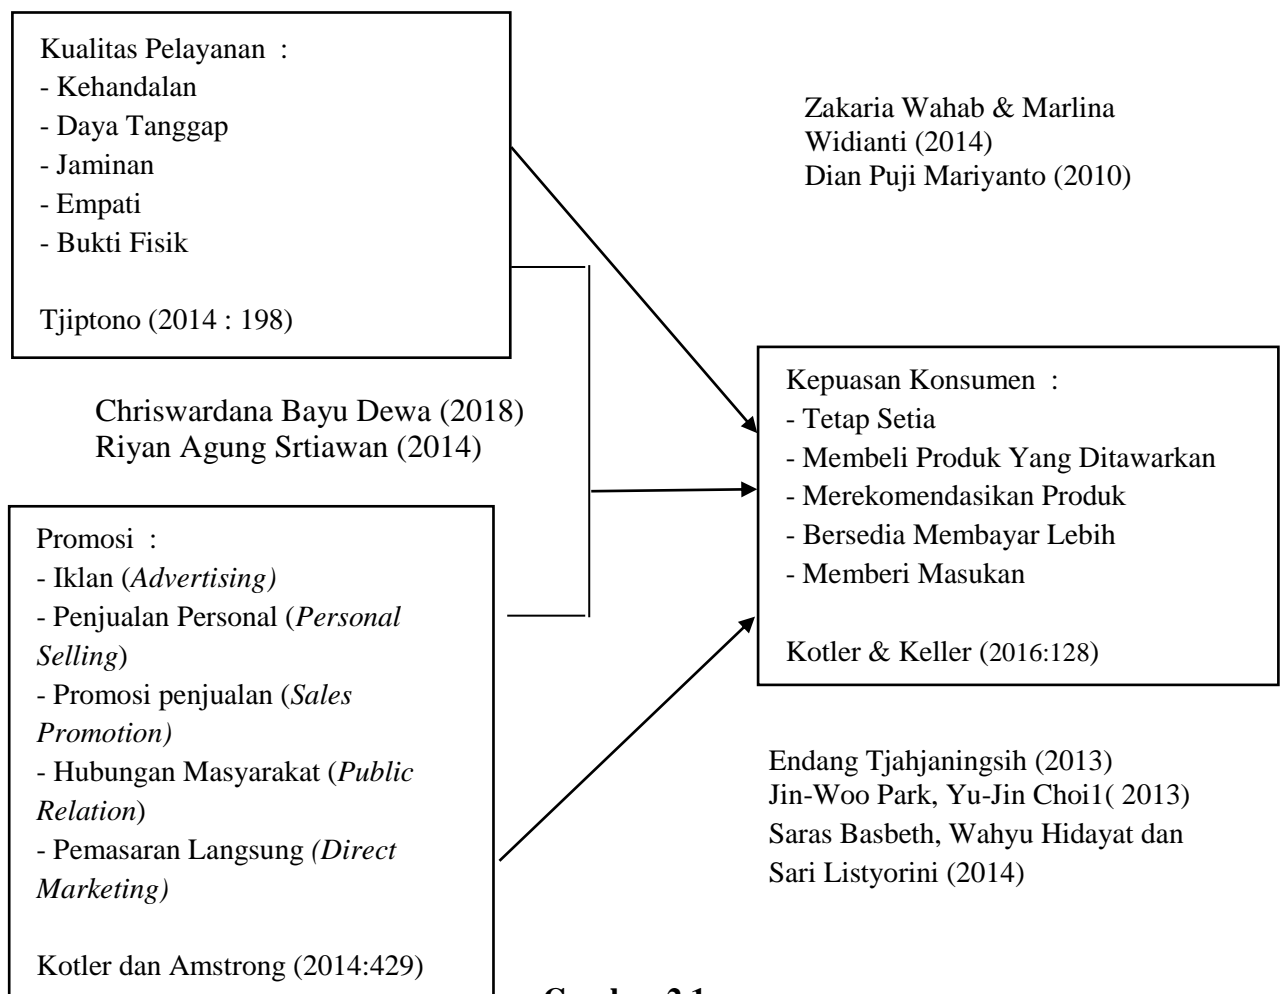 Kualitas Pelayanan :
- Kehandalan
- Daya Tanggap
- Jaminan
- Empati
- Bukti Fisik
Tjiptono (2014 : 198)
Zakaria Wahab & Marlina
Widianti (2014)
Dian Puji Mariyanto (2010)
Chriswardana Bayu Dewa (2018)
Riyan Agung Srtiawan (2014)
Kepuasan Konsumen :
- Tetap Setia
- Membeli Produk Yang Ditawarkan
- Merekomendasikan Produk
- Bersedia Membayar Lebih
- Memberi Masukan
Kotler & Keller (2016:128)
Promosi :
- Iklan (Advertising)
- Penjualan Personal (Personal
Selling)
- Promosi penjualan (Sales
Promotion)
- Hubungan Masyarakat (Public
Relation)
- Pemasaran Langsung (Direct
Marketing)
Kotler dan Amstrong (2014:429)
Endang Tjahjaningsih (2013)
Jin-Woo Park, Yu-Jin Choi1( 2013)
Saras Basbeth, Wahyu Hidayat dan
Sari Listyorini (2014)
Gambar 2.1